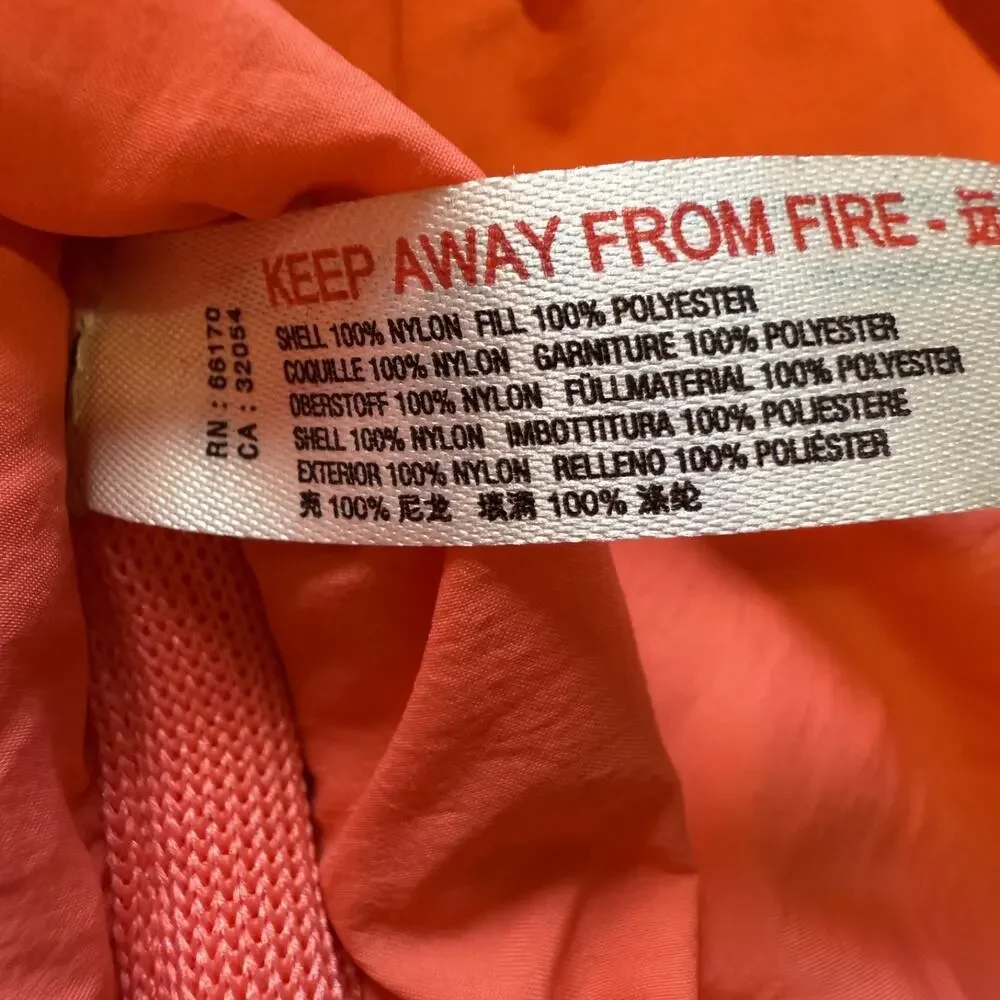 KEEP AWAY FROM FIRE - 远
SHELL 100% NYLON FILL 100% POLYESTER
COQUILLE 100% NYLON GARNITURE 100% POLYESTER
OBERSTOFF 100% NYLON FÜLLMATERIAL 100% POLYESTER
SHELL 100% NYLON IMBOTTITURA 100% POLIESTERE
EXTERIOR 100% NYLON RELLENO 100% POLIÉSTER
壳 100% 尼龙 填满 100% 涤纶
RN : 66170
CA : 32054